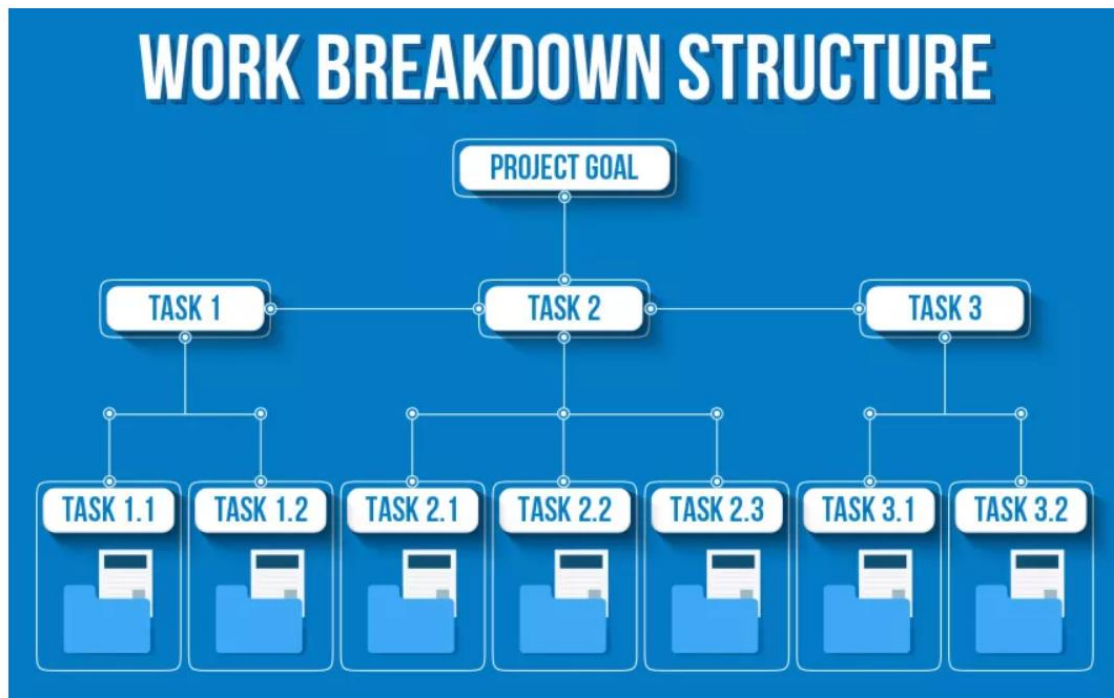 WORK BREAKDOWN STRUCTURE
PROJECT GOAL
TASK 1
TASK 2
TASK 3
TASK 1.1
TASK 1.2
TASK 2.1
TASK 2.2
TASK 2.3
TASK 3.1
TASK 3.2